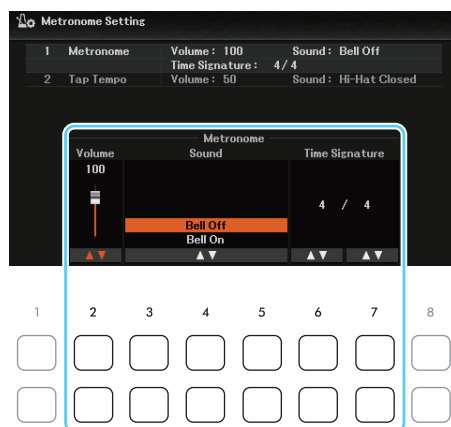 Metronome Setting
1 Metronome Volume : 100 Sound : Bell Off
Time Signature : 4 / 4
2 Tap Tempo Volume : 50 Sound : Hi-Hat Closed
Metronome
Volume Sound Time Signature
100
4 / 4
Bell Off
Bell On
1 2 3 4 5 6 7 8